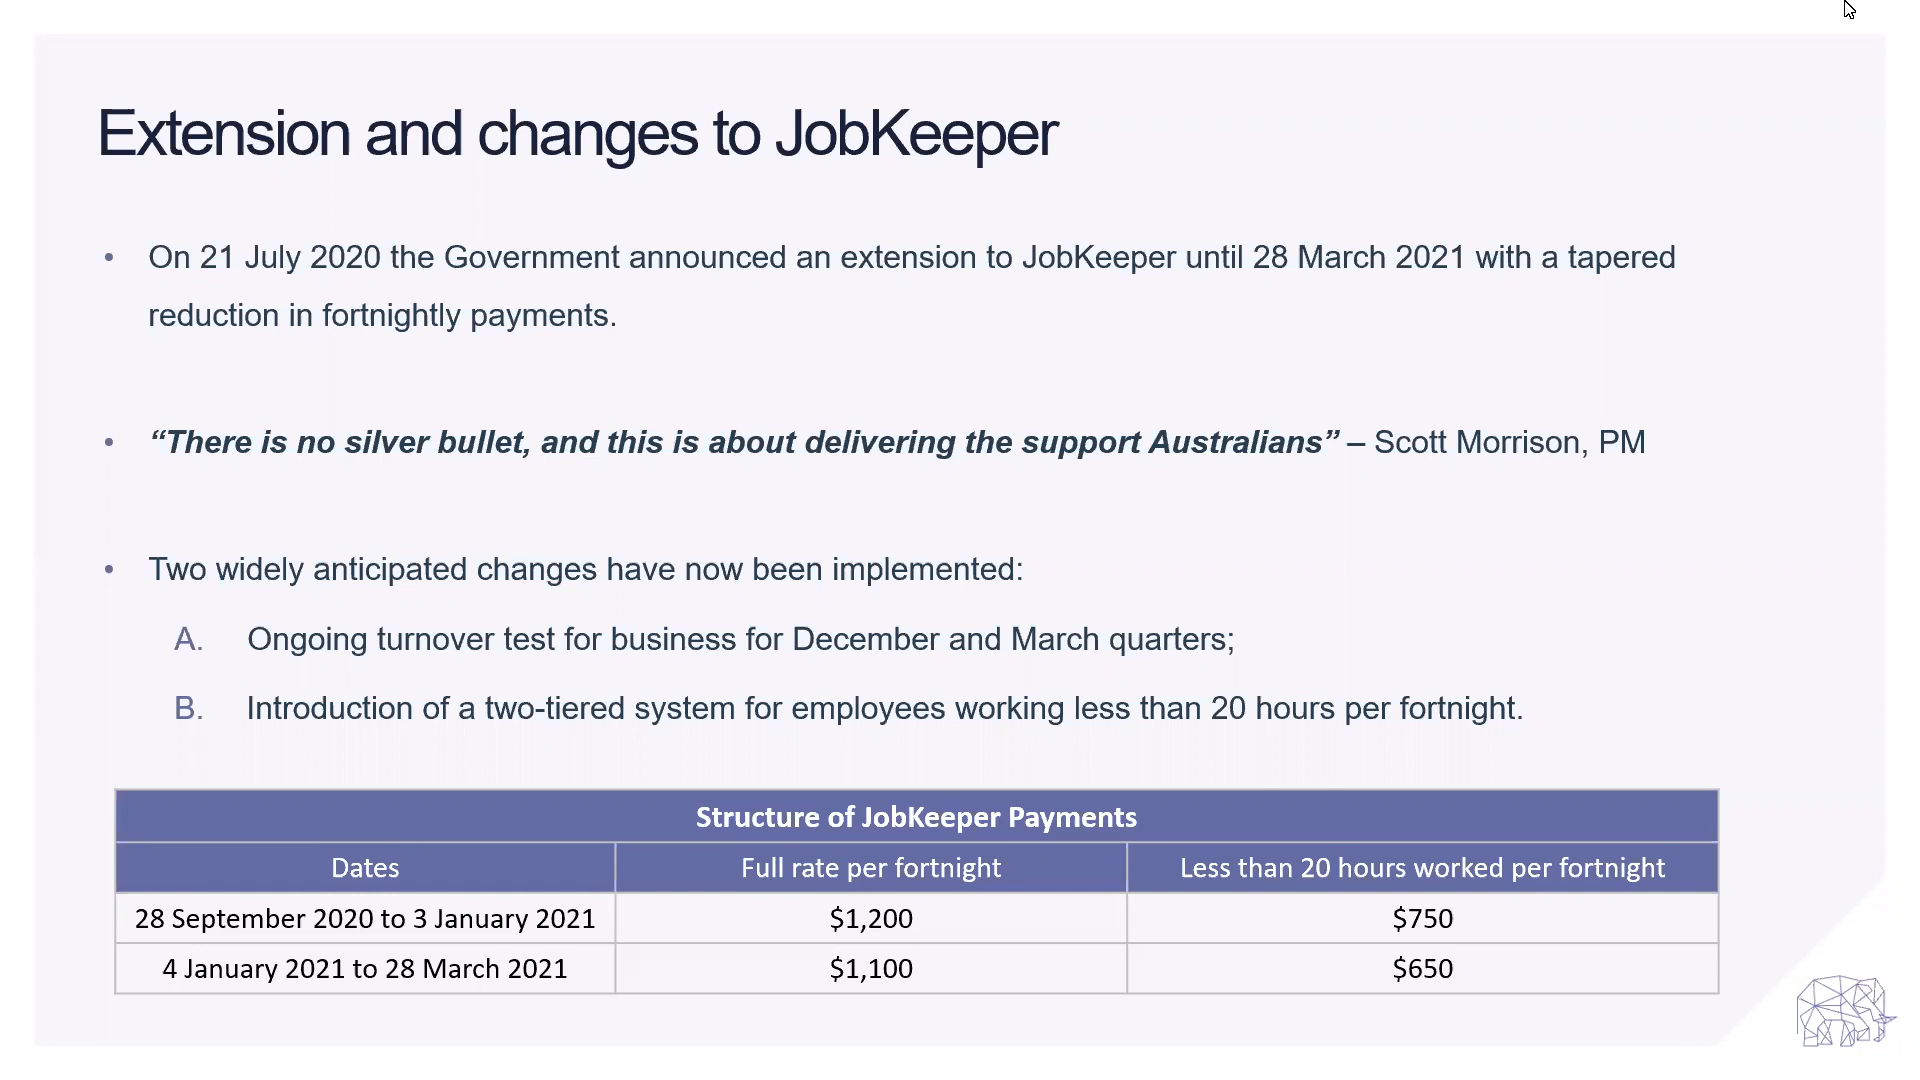 Extension and changes to JobKeeper
• On 21 July 2020 the Government announced an extension to JobKeeper until 28 March 2021 with a tapered
reduction in fortnightly payments.
• “There is no silver bullet, and this is about delivering the support Australians” – Scott Morrison, PM
• Two widely anticipated changes have now been implemented:
A. Ongoing turnover test for business for December and March quarters;
B. Introduction of a two-tiered system for employees working less than 20 hours per fortnight.
Structure of JobKeeper Payments
Dates Full rate per fortnight Less than 20 hours worked per fortnight
28 September 2020 to 3 January 2021 $1,200 $750
4 January 2021 to 28 March 2021 $1,100 $650